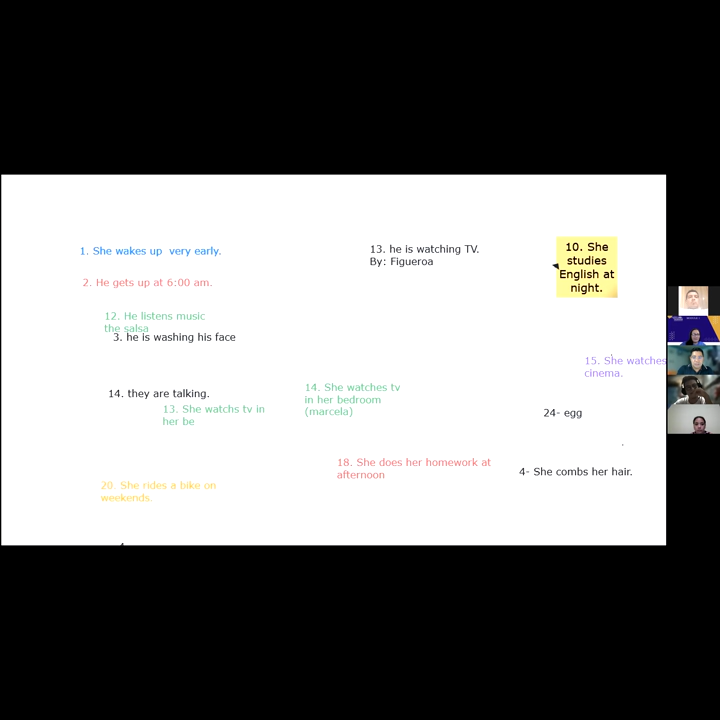 1. She wakes up very early.
2. He gets up at 6:00 am.
12. He listens music
the salsa
3. he is washing his face
14. they are talking.
13. She watchs tv in
her be
20. She rides a bike on
weekends.
13. he is watching TV.
By: Figueroa
14. She watches tv
in her bedroom
(marcela)
18. She does her homework at
afternoon
10. She
studies
English at
night.
15. She watches
cinema.
24- egg
4- She combs her hair.